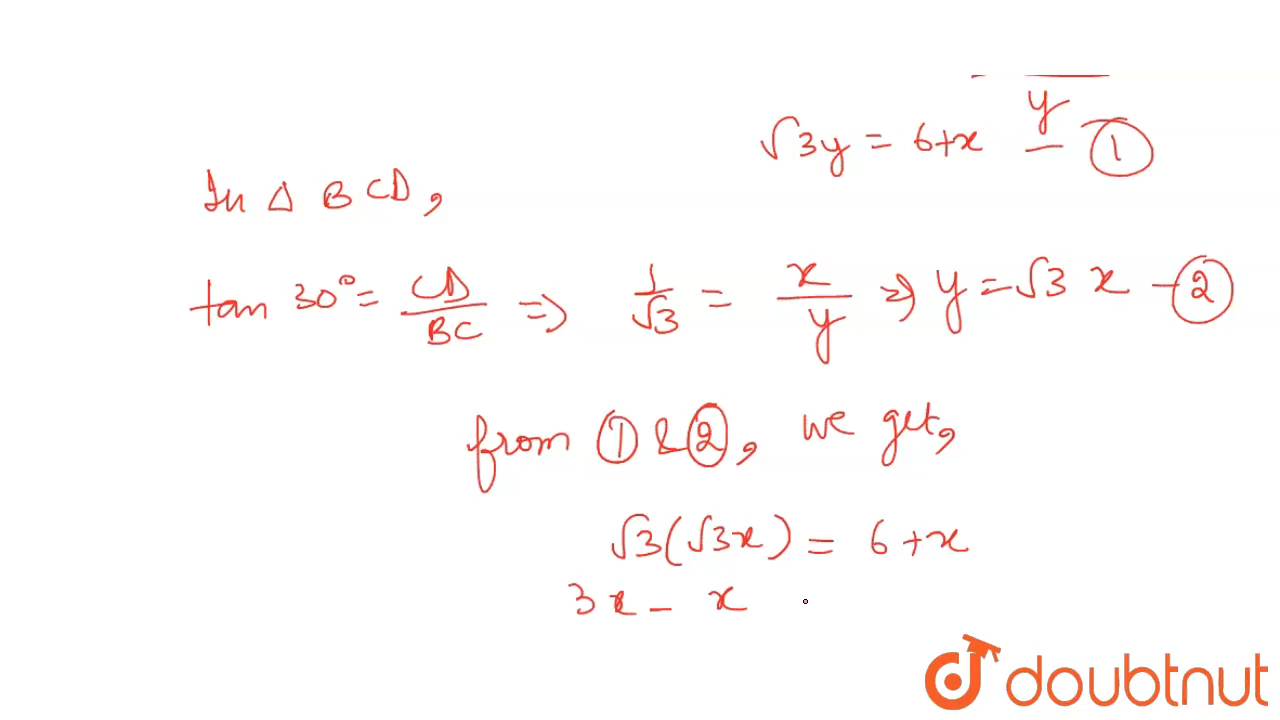 y
√3y = 6+x — ①
In △ BCD,
tan 30° = CD/BC ⇒ 1/√3 = x/y ⇒ y = √3 x - ②
from ① & ②, we get,
√3(√3x) = 6+x
3x - x
doubtnut